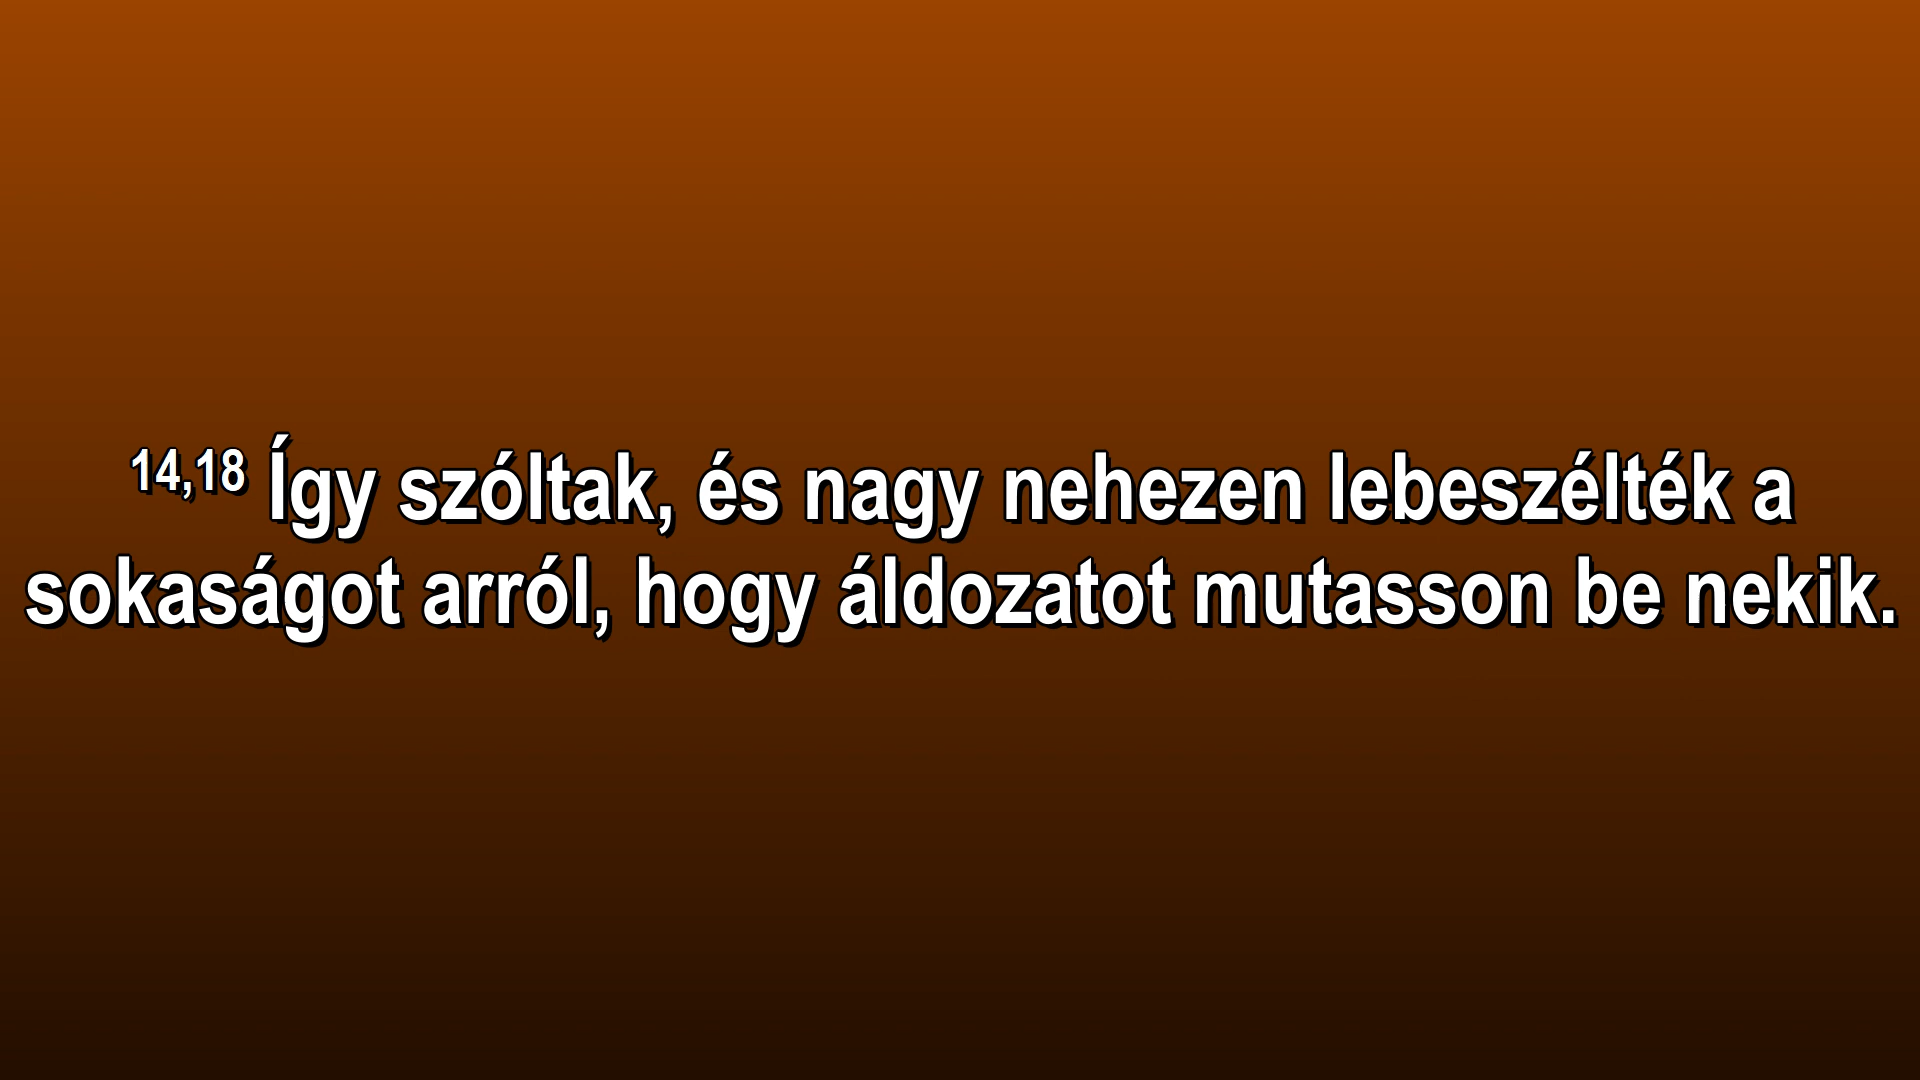 14,18 Így szóltak, és nagy nehezen lebeszélték a
sokaságot arról, hogy áldozatot mutasson be nekik.